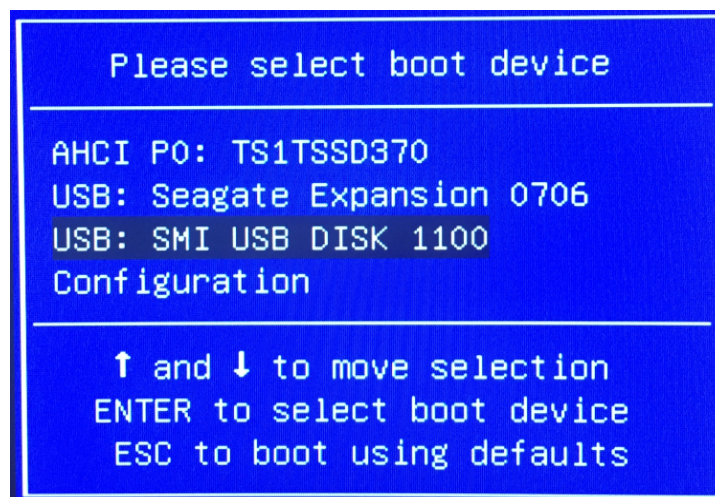 Please select boot device
AHCI P0: TS1TSSD370
USB: Seagate Expansion 0706
USB: SMI USB DISK 1100
Configuration
↑ and ↓ to move selection
ENTER to select boot device
ESC to boot using defaults